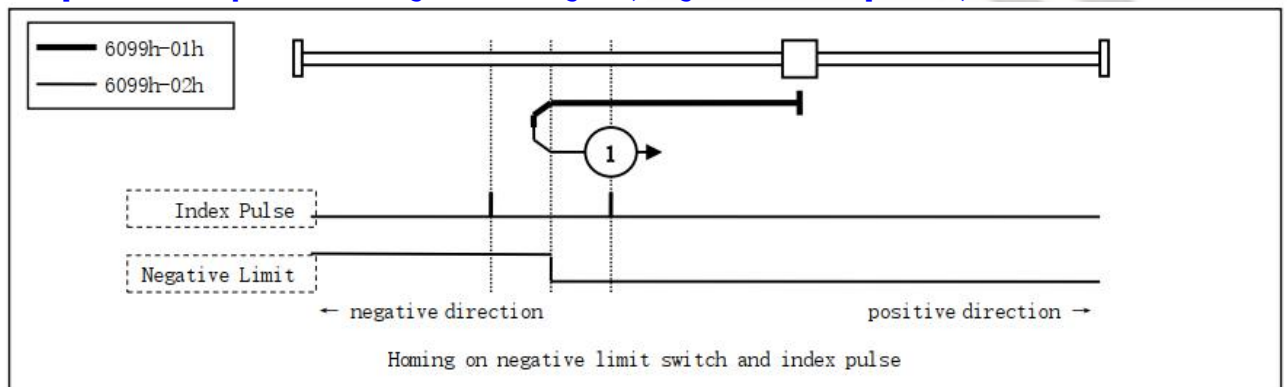 6099h-01h
6099h-02h
1
Index Pulse
Negative Limit
← negative direction
positive direction →
Homing on negative limit switch and index pulse